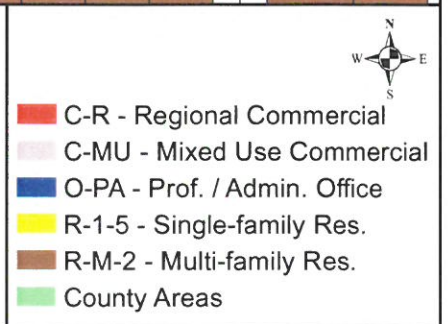 N
W E
S
C-R - Regional Commercial
C-MU - Mixed Use Commercial
O-PA - Prof. / Admin. Office
R-1-5 - Single-family Res.
R-M-2 - Multi-family Res.
County Areas